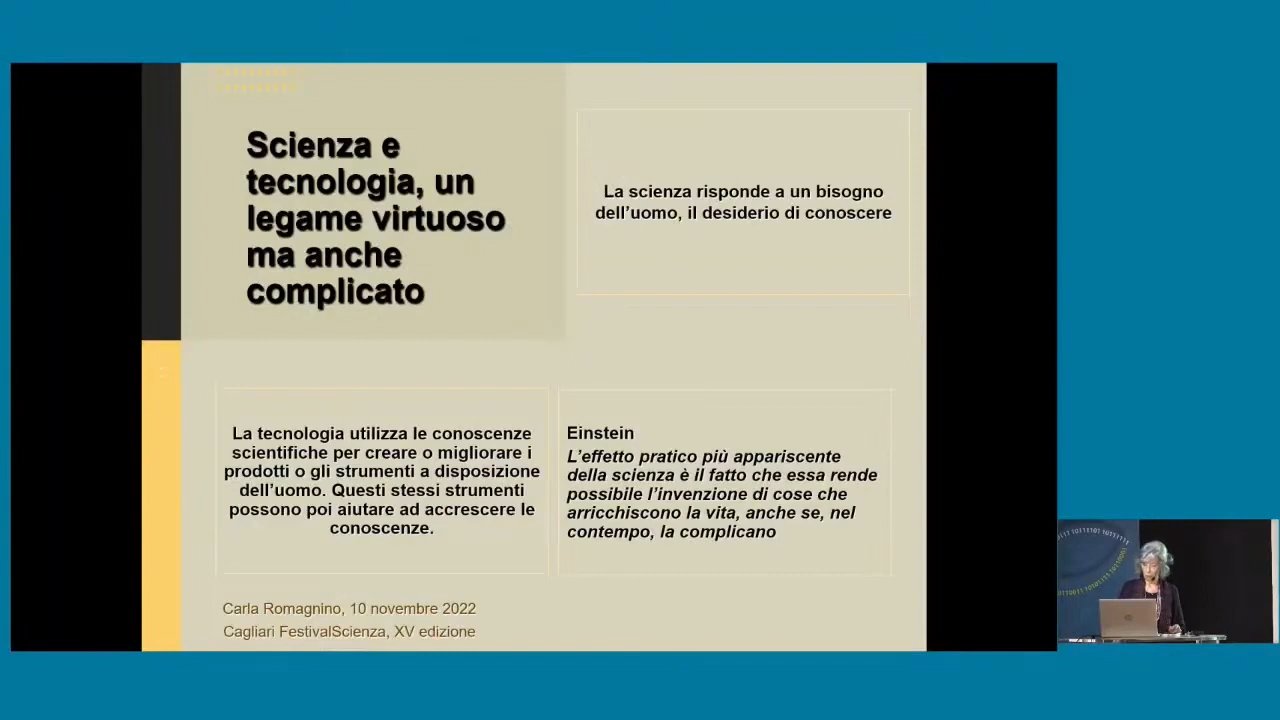 Scienza e
tecnologia, un
legame virtuoso
ma anche
complicato
La scienza risponde a un bisogno
dell’uomo, il desiderio di conoscere
La tecnologia utilizza le conoscenze
scientifiche per creare o migliorare i
prodotti o gli strumenti a disposizione
dell’uomo. Questi stessi strumenti
possono poi aiutare ad accrescere le
conoscenze.
Einstein
L’effetto pratico più appariscente
della scienza è il fatto che essa rende
possibile l’invenzione di cose che
arricchiscono la vita, anche se, nel
contempo, la complicano
Carla Romagnino, 10 novembre 2022
Cagliari FestivalScienza, XV edizione